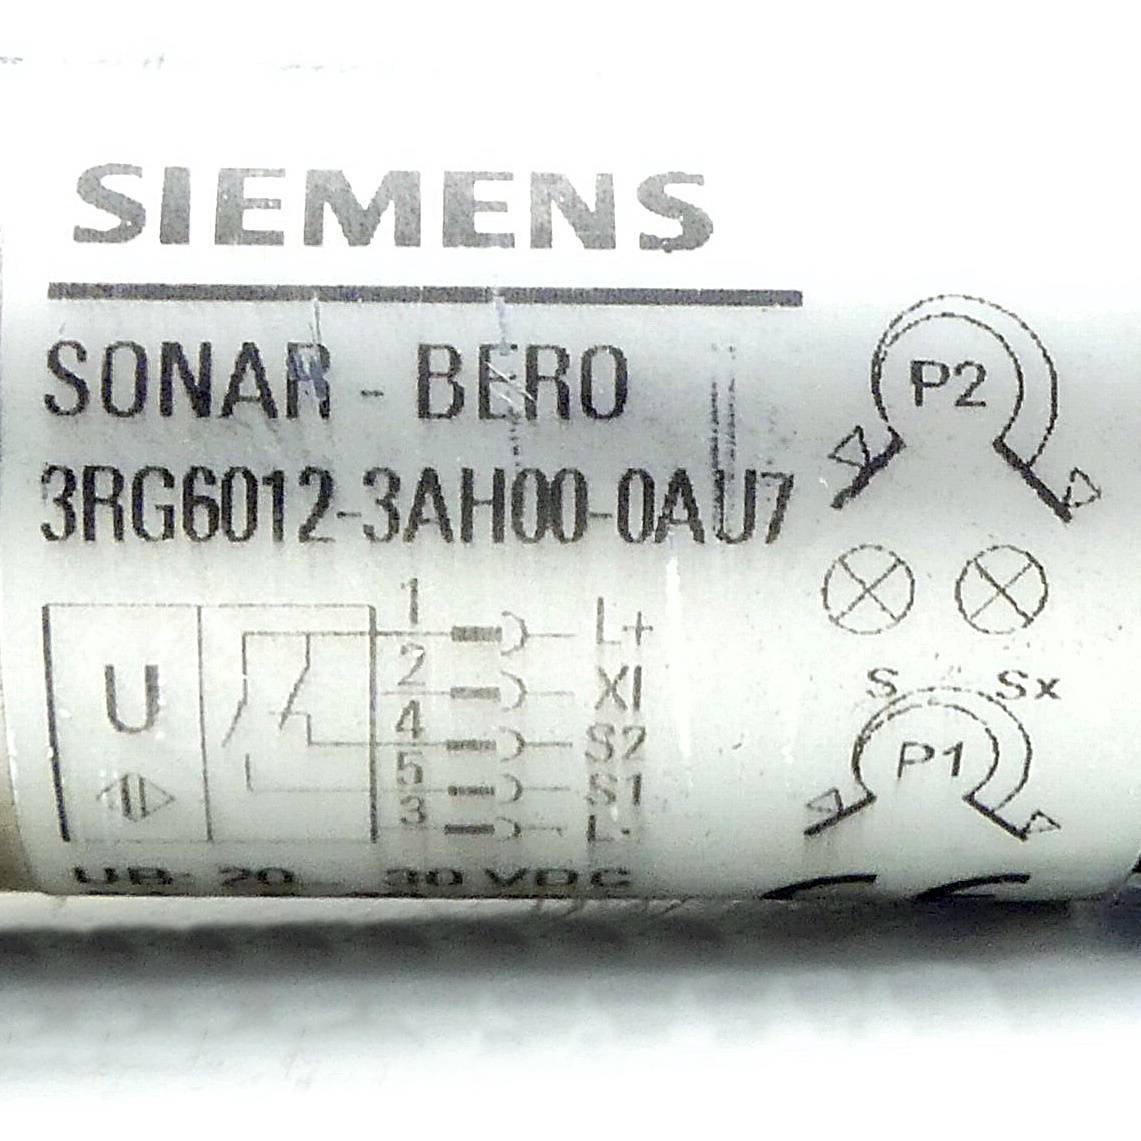 SIEMENS
SONAR - BERO
3RG6012-3AH00-0AU7
P2
1 L+
2 XI
4 S2
5 S1
3 L-
U
S Sx
P1
UB: 20 30 VDC
CE